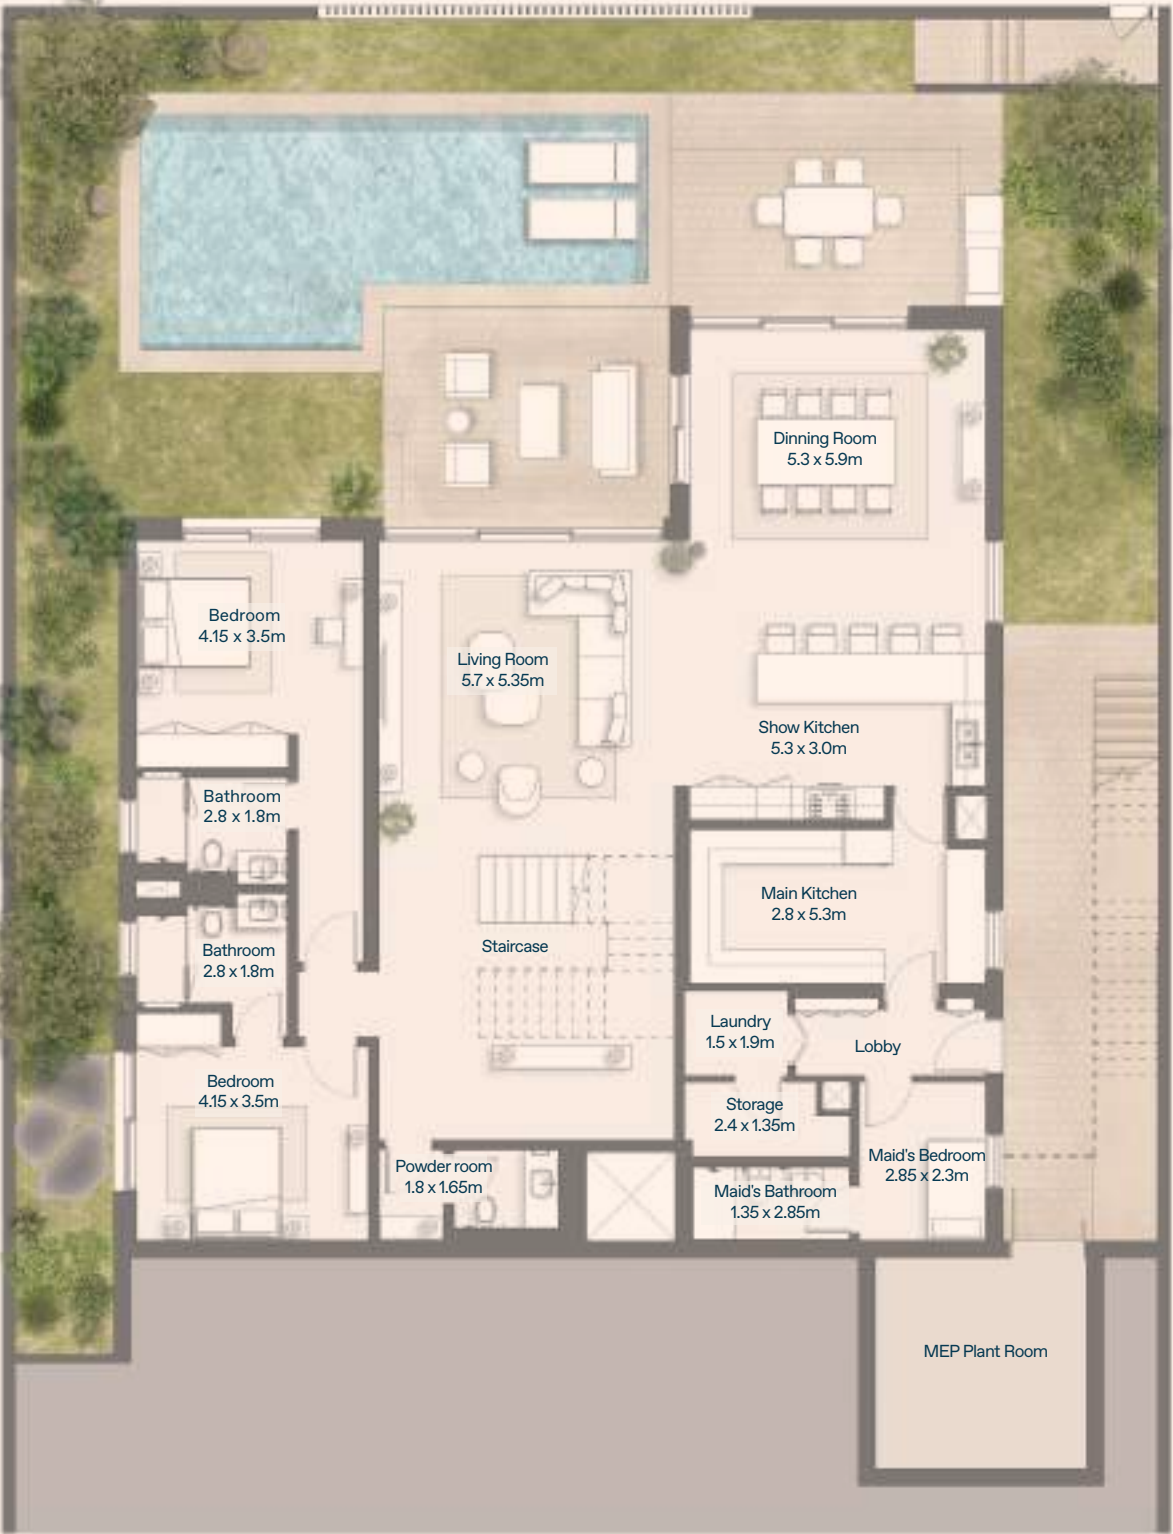 Dinning Room
5.3 x 5.9m
Bedroom
4.15 x 3.5m
Living Room
5.7 x 5.35m
Show Kitchen
5.3 x 3.0m
Bathroom
2.8 x 1.8m
Main Kitchen
2.8 x 5.3m
Staircase
Bathroom
2.8 x 1.8m
Laundry
1.5 x 1.9m
Lobby
Bedroom
4.15 x 3.5m
Storage
2.4 x 1.35m
Powder room
1.8 x 1.65m
Maid's Bedroom
2.85 x 2.3m
Maid's Bathroom
1.35 x 2.85m
MEP Plant Room